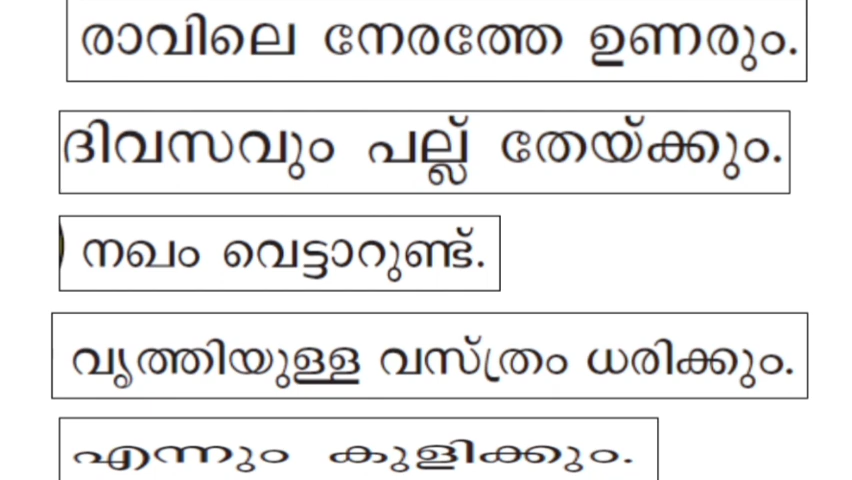 രാവിലെ നേരത്തേ ഉണരും.
ദിവസവും പല്ല് തേയ്ക്കും.
നഖം വെട്ടാറുണ്ട്.
വൃത്തിയുള്ള വസ്ത്രം ധരിക്കും.
എന്നും കുളിക്കും.